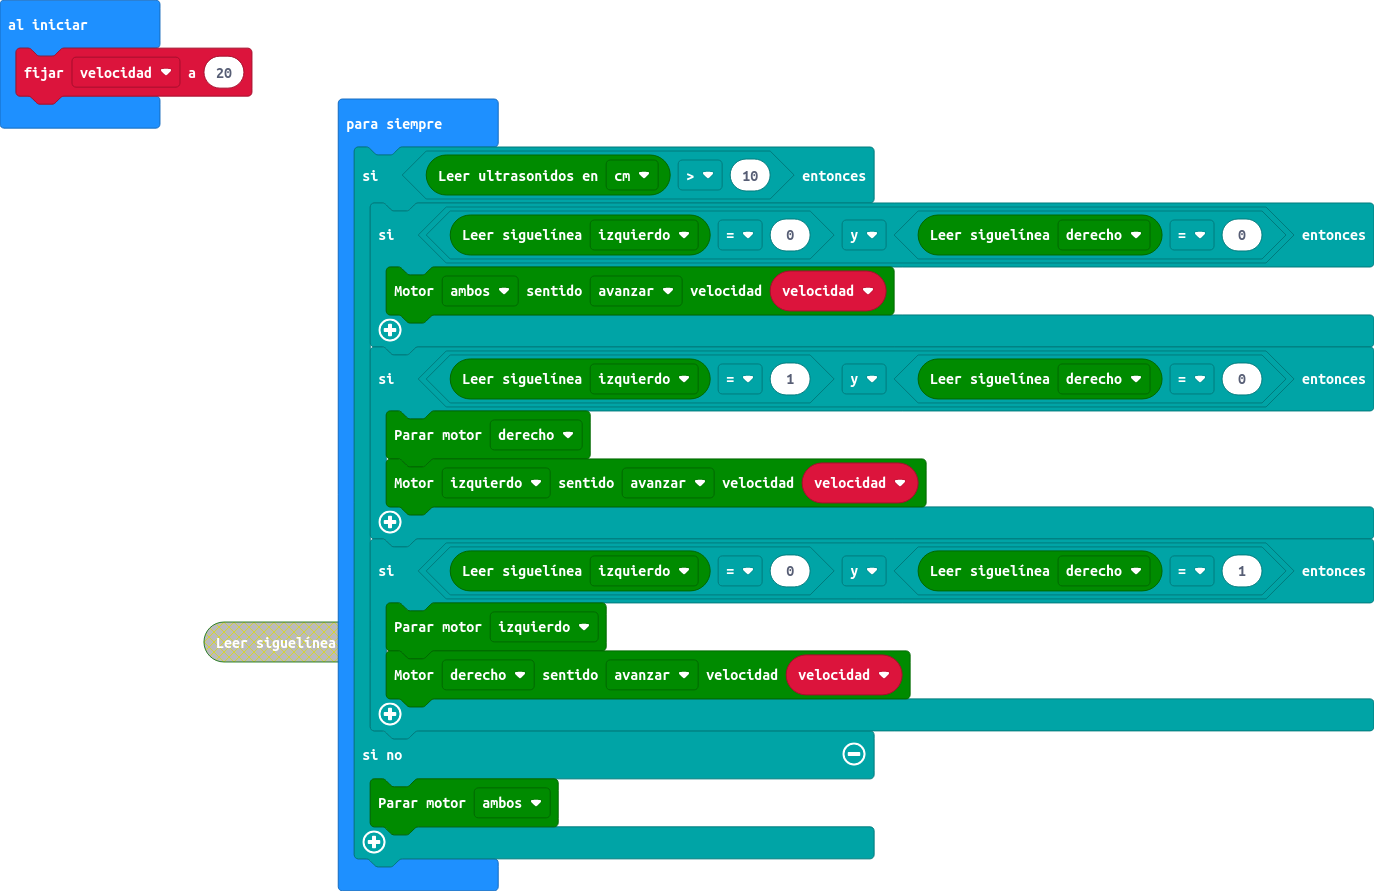 al iniciar
fijar velocidad a 20
para siempre
si Leer ultrasonidos en cm > 10 entonces
si Leer siguelínea izquierdo = 0 y Leer siguelínea derecho = 0 entonces
Motor ambos sentido avanzar velocidad velocidad
si Leer siguelínea izquierdo = 1 y Leer siguelínea derecho = 0 entonces
Parar motor derecho
Motor izquierdo sentido avanzar velocidad velocidad
si Leer siguelínea izquierdo = 0 y Leer siguelínea derecho = 1 entonces
Parar motor izquierdo
Leer siguelínea
Motor derecho sentido avanzar velocidad velocidad
si no
Parar motor ambos